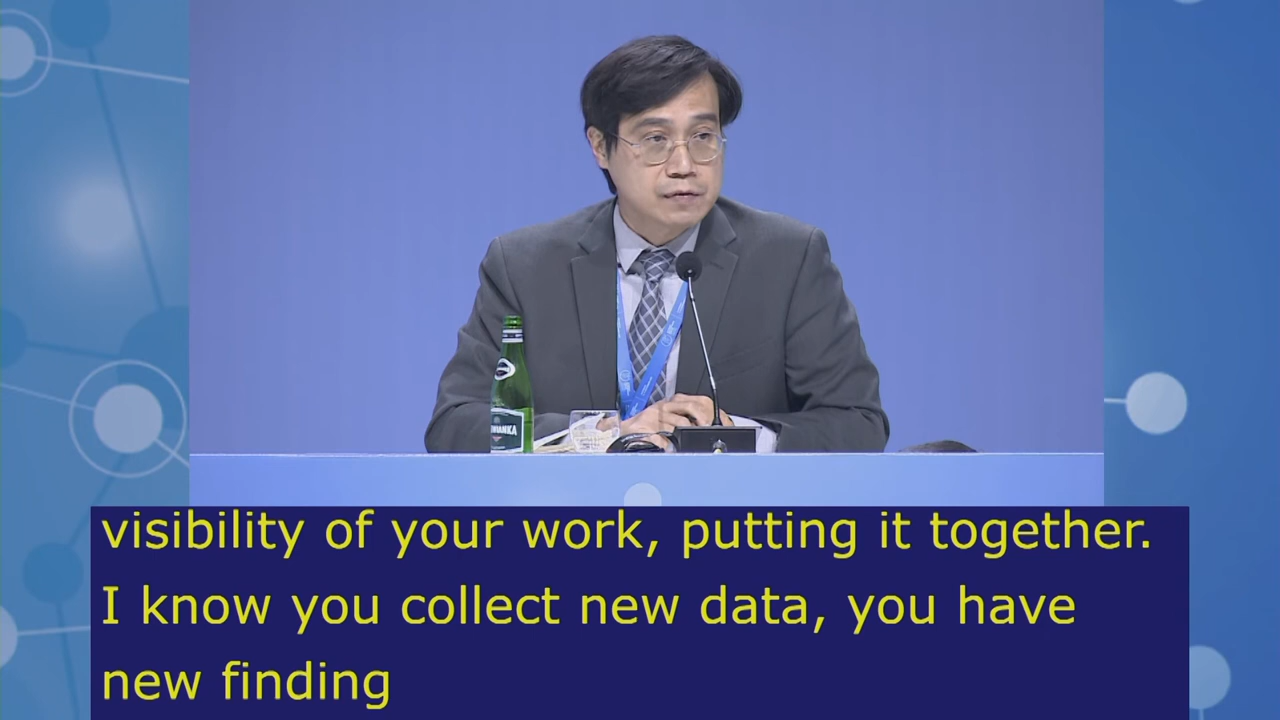 visibility of your work, putting it together.
I know you collect new data, you have
new finding